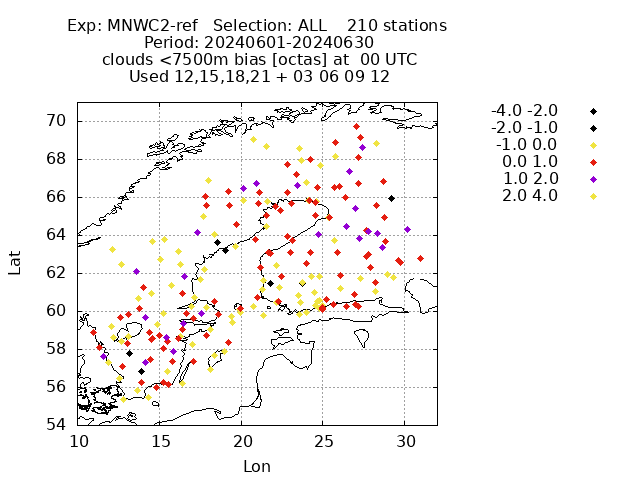 Exp: MNWC2-ref   Selection: ALL    210 stations
Period: 20240601-20240630
clouds <7500m bias [octas] at  00 UTC
Used 12,15,18,21 + 03 06 09 12
-4.0 -2.0
-2.0 -1.0
-1.0 0.0
0.0 1.0
1.0 2.0
2.0 4.0
70
68
66
64
62
60
58
56
54
Lat
10 15 20 25 30
Lon